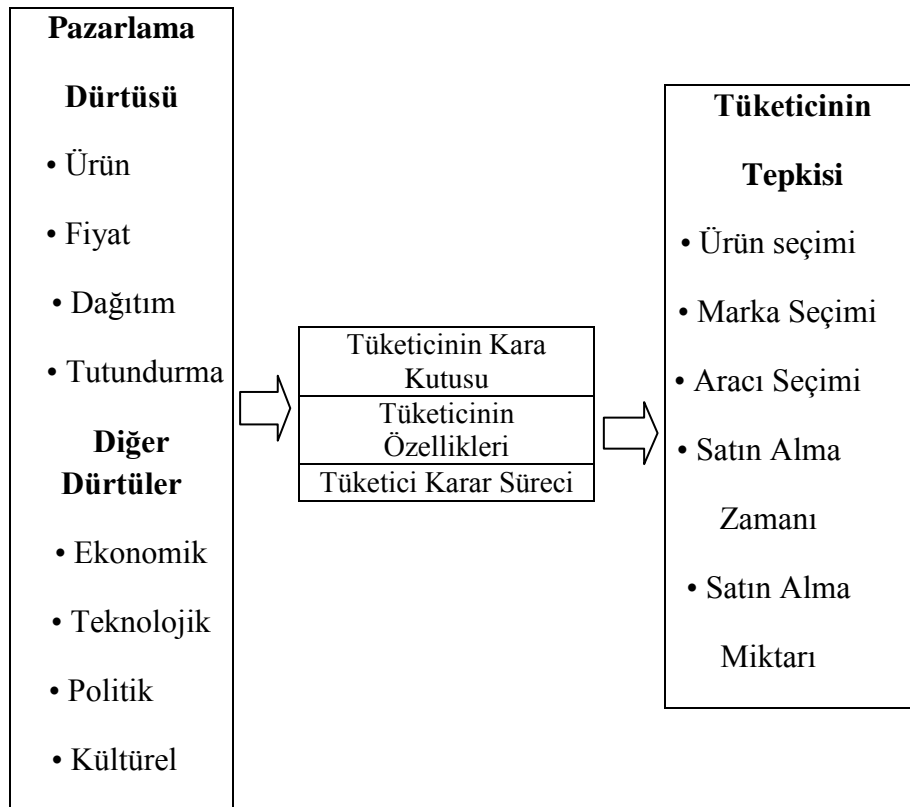 Pazarlama
Dürtüsü
• Ürün
• Fiyat
• Dağıtım
• Tutundurma
Diğer
Dürtüler
• Ekonomik
• Teknolojik
• Politik
• Kültürel
Tüketicinin Kara
Kutusu
Tüketicinin
Özellikleri
Tüketici Karar Süreci
Tüketicinin
Tepkisi
• Ürün seçimi
• Marka Seçimi
• Aracı Seçimi
• Satın Alma
Zamanı
• Satın Alma
Miktarı